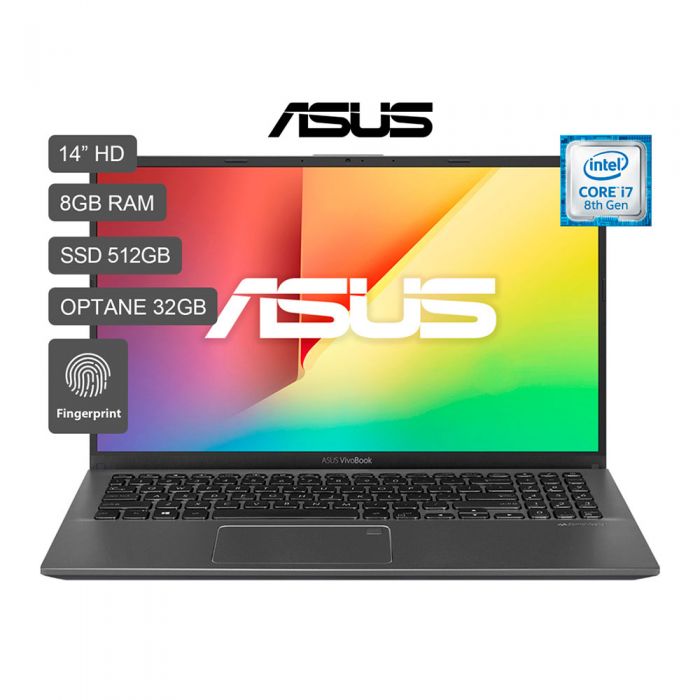 ASUS
14” HD
8GB RAM
SSD 512GB
OPTANE 32GB
Fingerprint
intel
CORE i7
8th Gen
ASUS
ASUS VivoBook